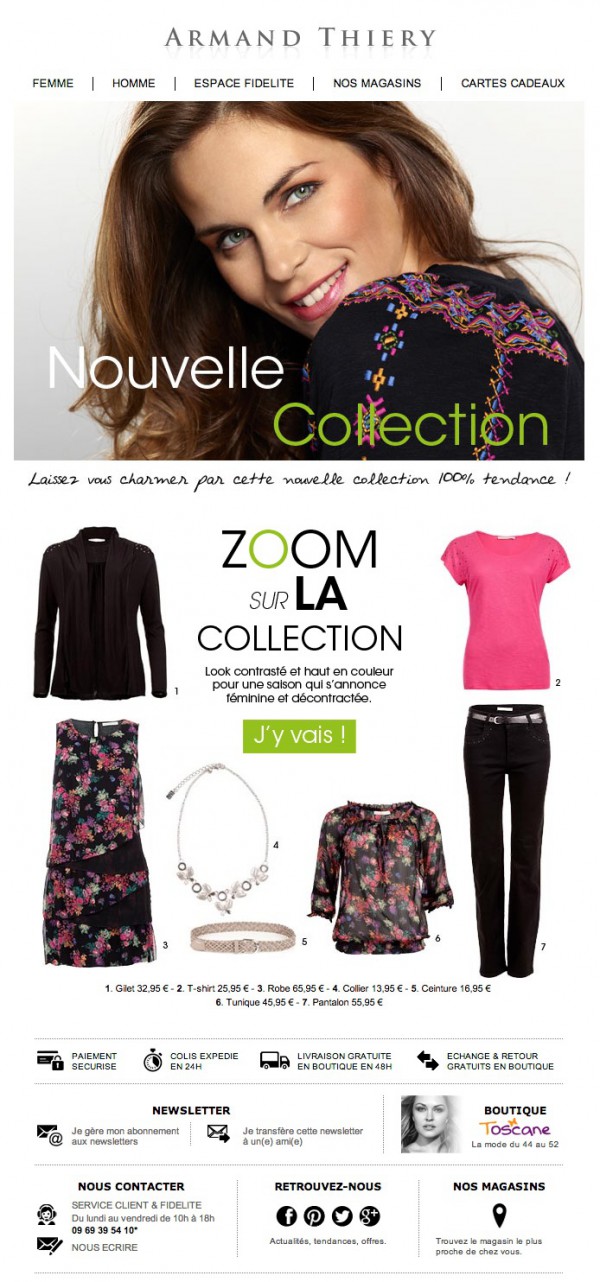 ARMAND THIERY
FEMME | HOMME | ESPACE FIDELITE | NOS MAGASINS | CARTES CADEAUX
Nouvelle
Collection
Laissez vous charmer par cette nouvelle collection 100% tendance !
ZOOM
SUR LA
COLLECTION
Look contrasté et haut en couleur
pour une saison qui s'annonce
féminine et décontractée.
J'y vais !
1
2
3
4
5
6
7
1. Gilet 32,95 € - 2. T-shirt 25,95 € - 3. Robe 65,95 € - 4. Collier 13,95 € - 5. Ceinture 16,95 €
6. Tunique 45,95 € - 7. Pantalon 55,95 €
PAIEMENT
SECURISE
COLIS EXPEDIE
EN 24H
LIVRAISON GRATUITE
EN BOUTIQUE EN 48H
ECHANGE & RETOUR
GRATUITS EN BOUTIQUE
NEWSLETTER
Je gère mon abonnement
aux newsletters
Je transfère cette newsletter
à un(e) ami(e)
BOUTIQUE
Toscane
La mode du 44 au 52
NOUS CONTACTER
SERVICE CLIENT & FIDELITE
Du lundi au vendredi de 10h à 18h
09 69 39 54 10*
NOUS ECRIRE
RETROUVEZ-NOUS
Actualités, tendances, offres.
NOS MAGASINS
Trouvez le magasin le plus
proche de chez vous.